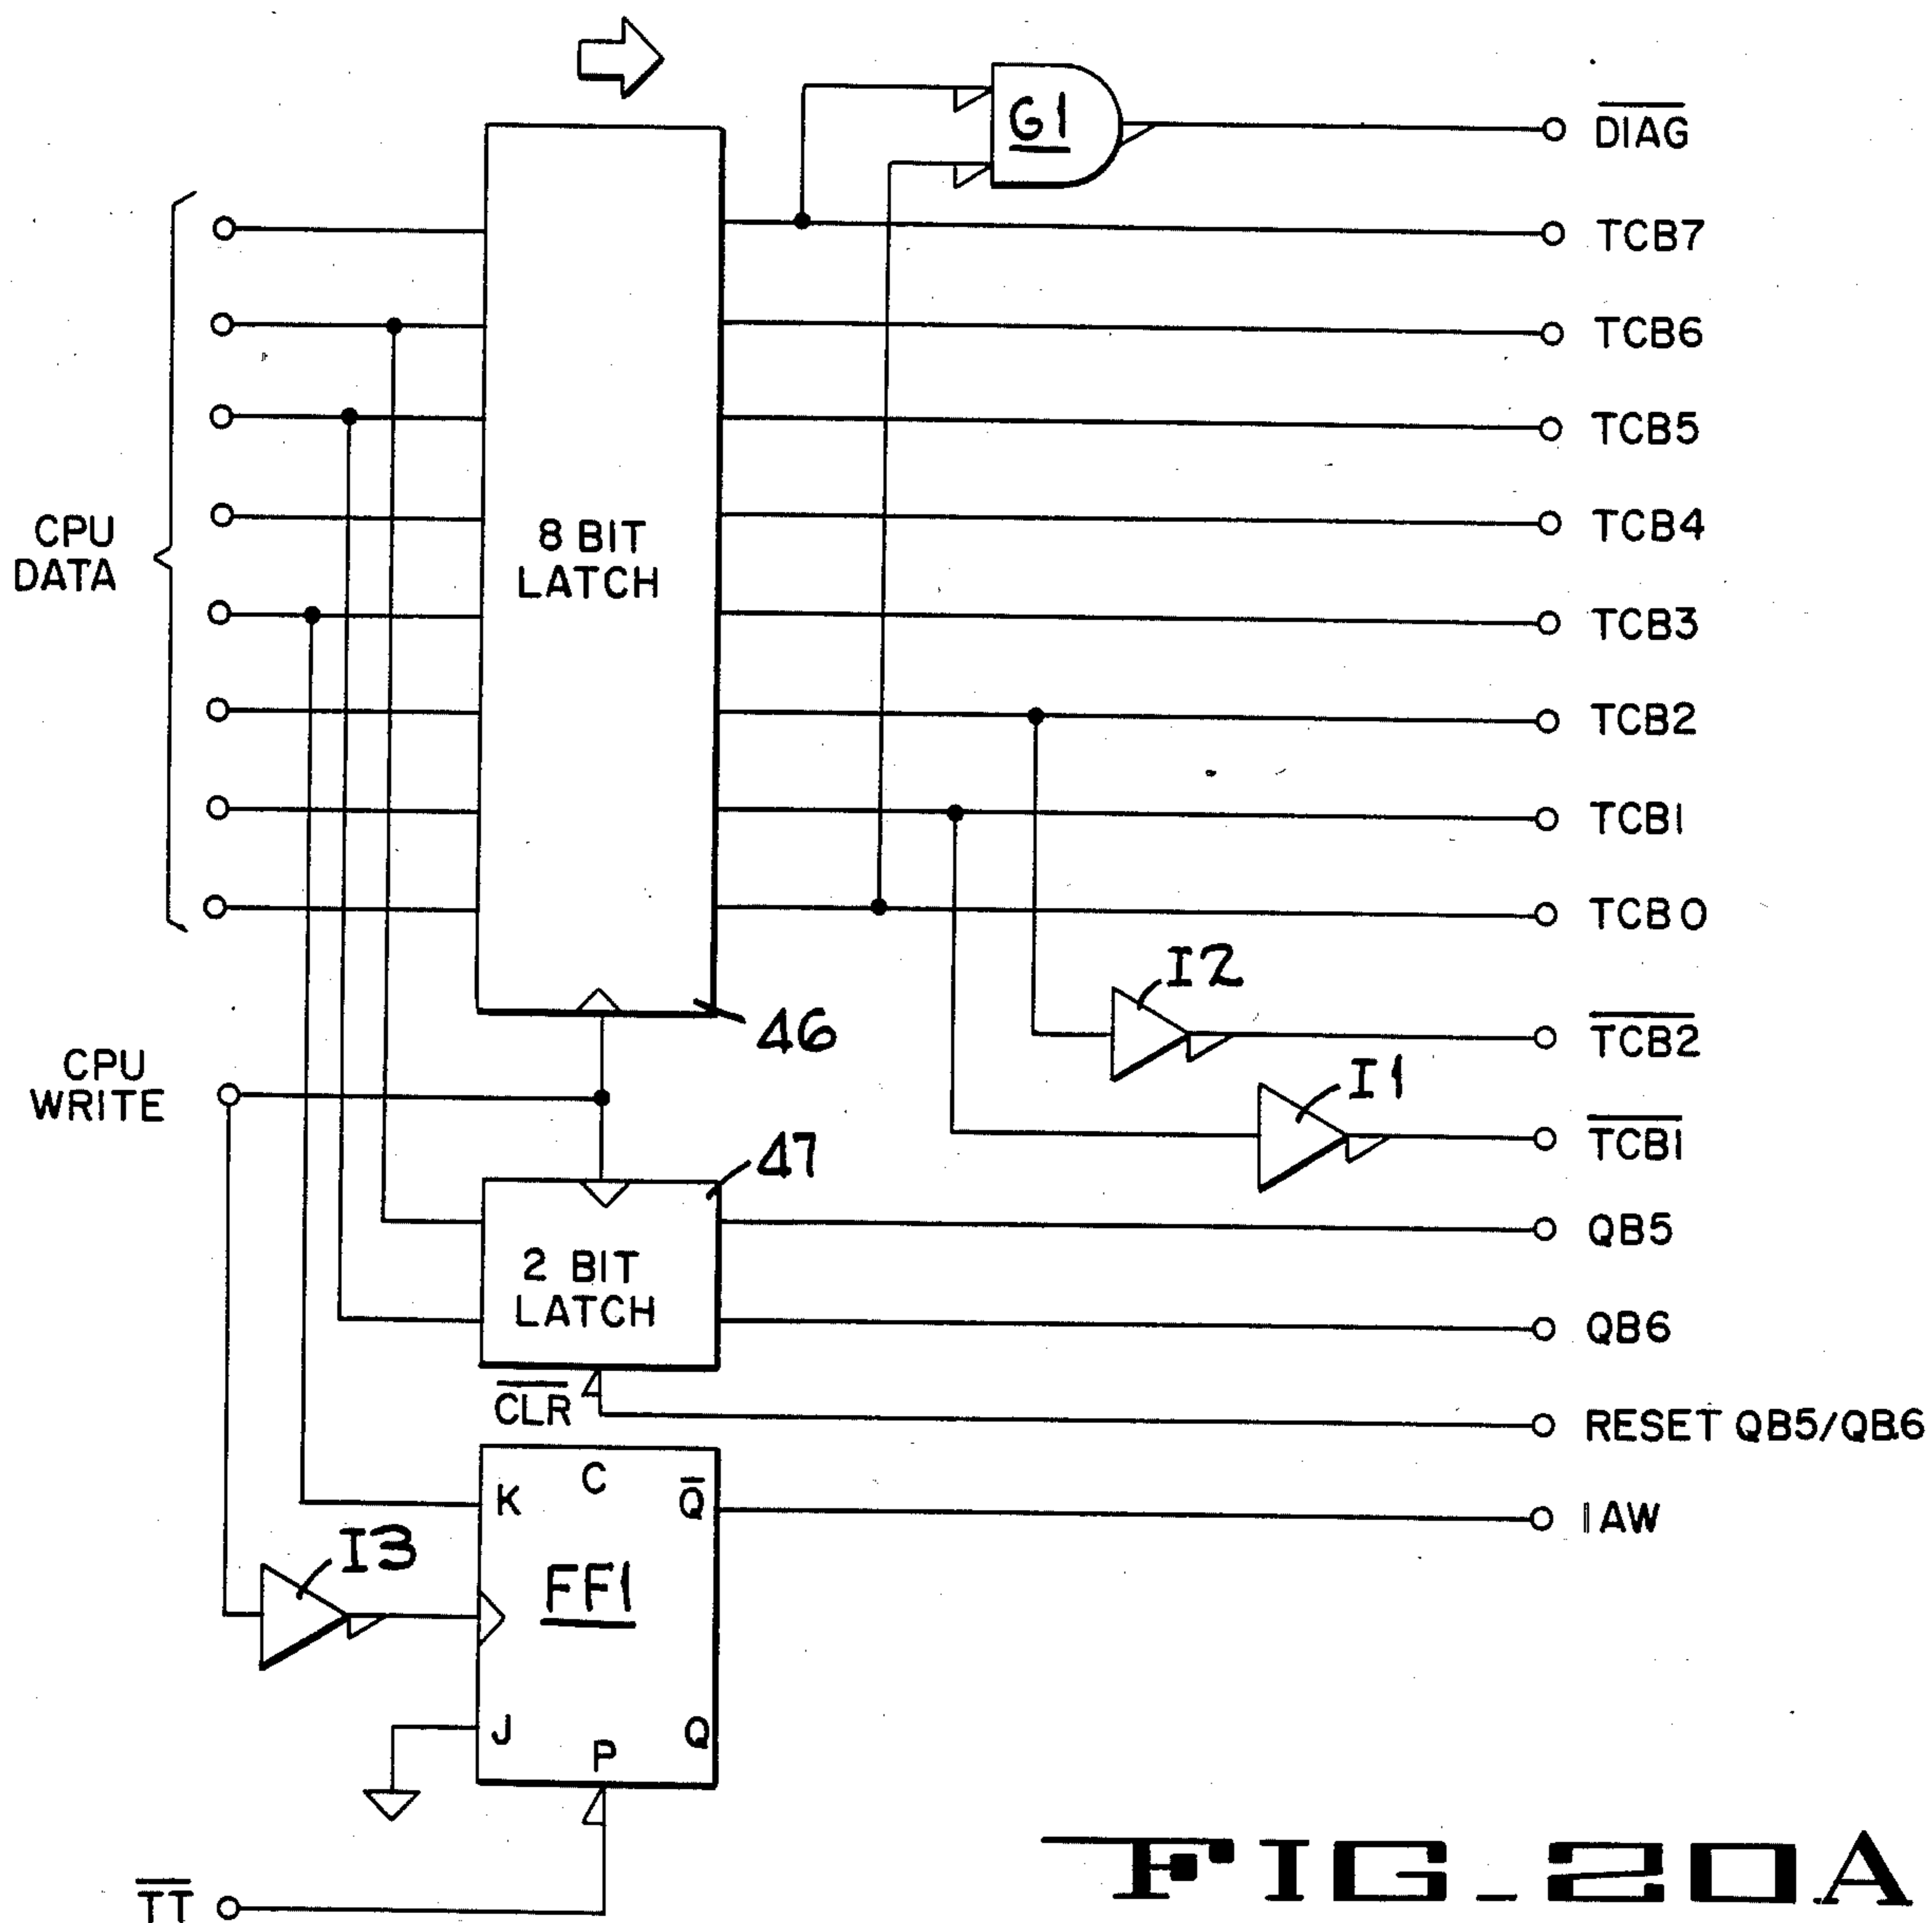 G1
DIAG
TCB7
TCB6
TCB5
CPU
DATA
8 BIT
LATCH
TCB4
TCB3
TCB2
TCB1
TCB0
I2
46
TCB2
CPU
WRITE
I1
TCB1
47
QB5
2 BIT
LATCH
QB6
CLR
RESET QB5/QB6
K
C
Q
IAW
I3
FF1
J
P
Q
TT
FIG_20A